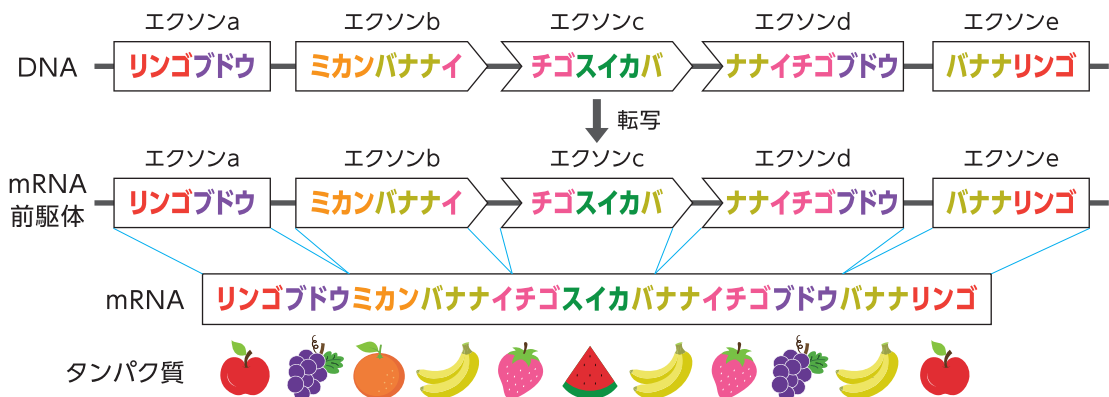 エクソンa エクソンb エクソンc エクソンd エクソンe
DNA リンゴブドウ ミカンバナナイ チゴスイカバ ナナイチゴブドウ バナナリンゴ
転写
エクソンa エクソンb エクソンc エクソンd エクソンe
mRNA
前駆体 リンゴブドウ ミカンバナナイ チゴスイカバ ナナイチゴブドウ バナナリンゴ
mRNA リンゴブドウミカンバナナイチゴスイカバナナイチゴブドウバナナリンゴ
タンパク質